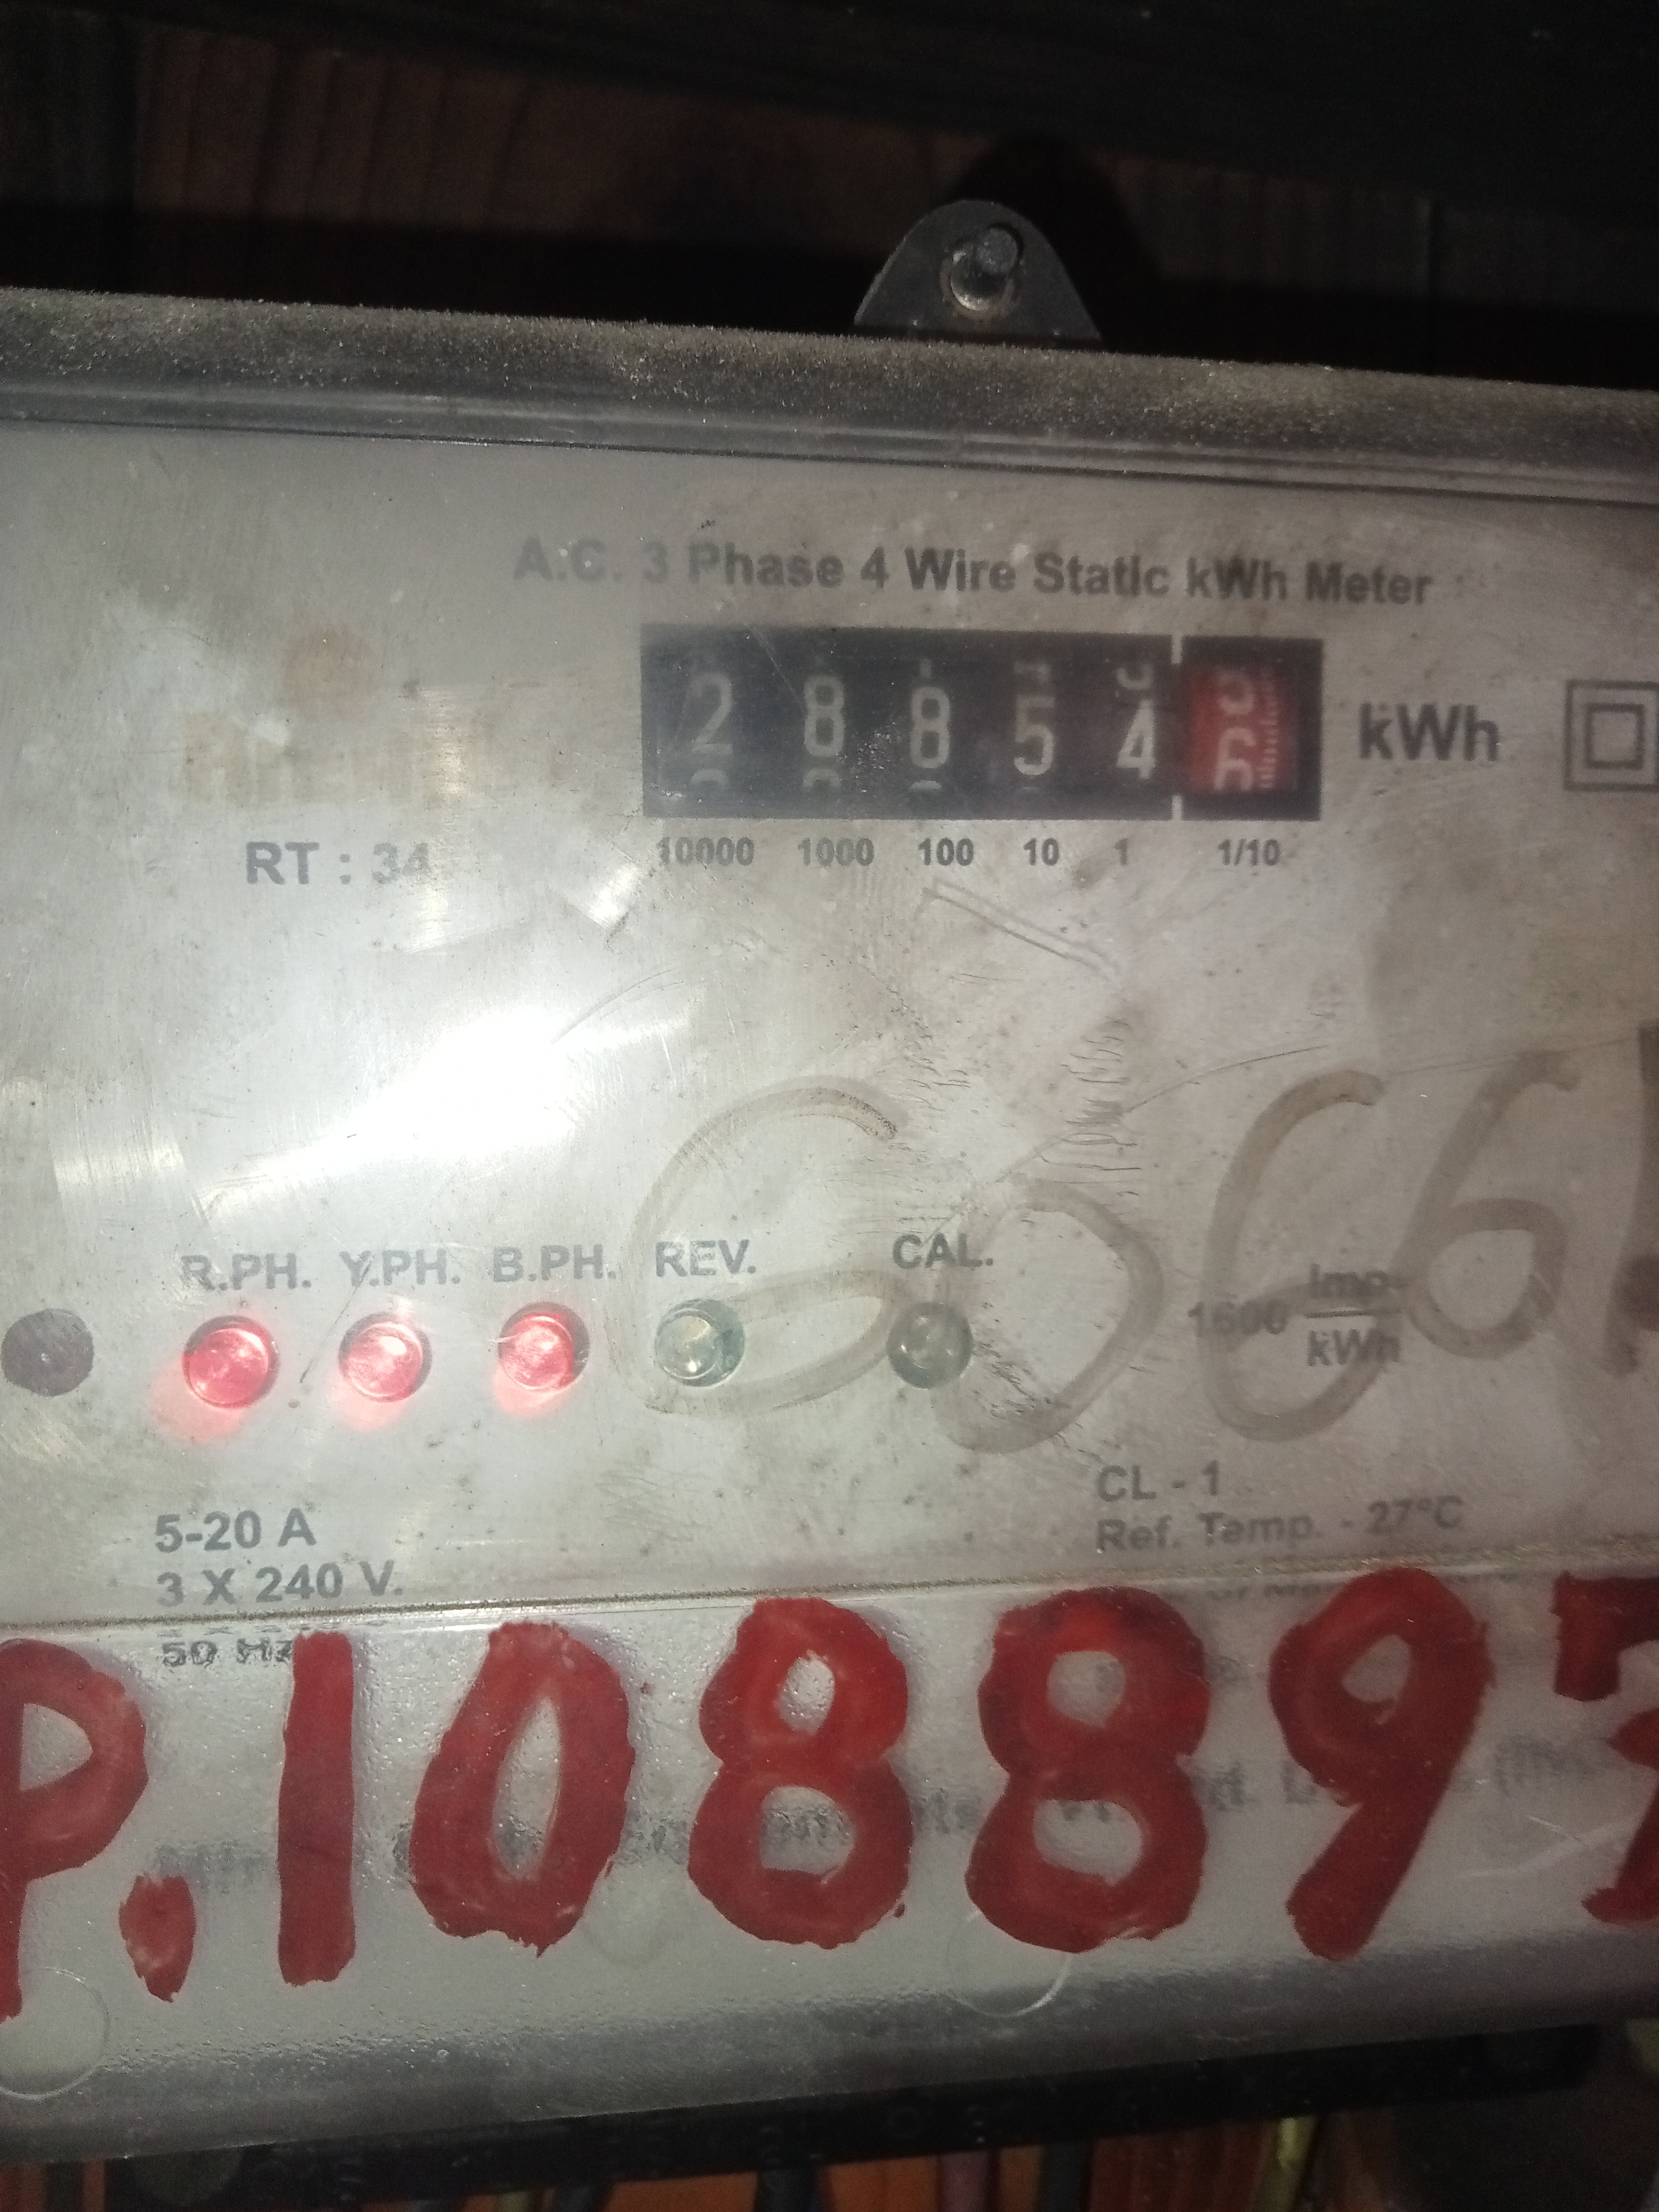 A.C. 3 Phase 4 Wire Static kWh Meter
2 8 8 5 4 kWh
10000 1000 100 10 1 1/10
RT : 34
R.PH. Y.PH. B.PH. REV. CAL.
1600 Imp
kWh
CL - 1
5-20 A
Ref. Temp. - 27°C
3 X 240 V.
50 Hz
P.10889